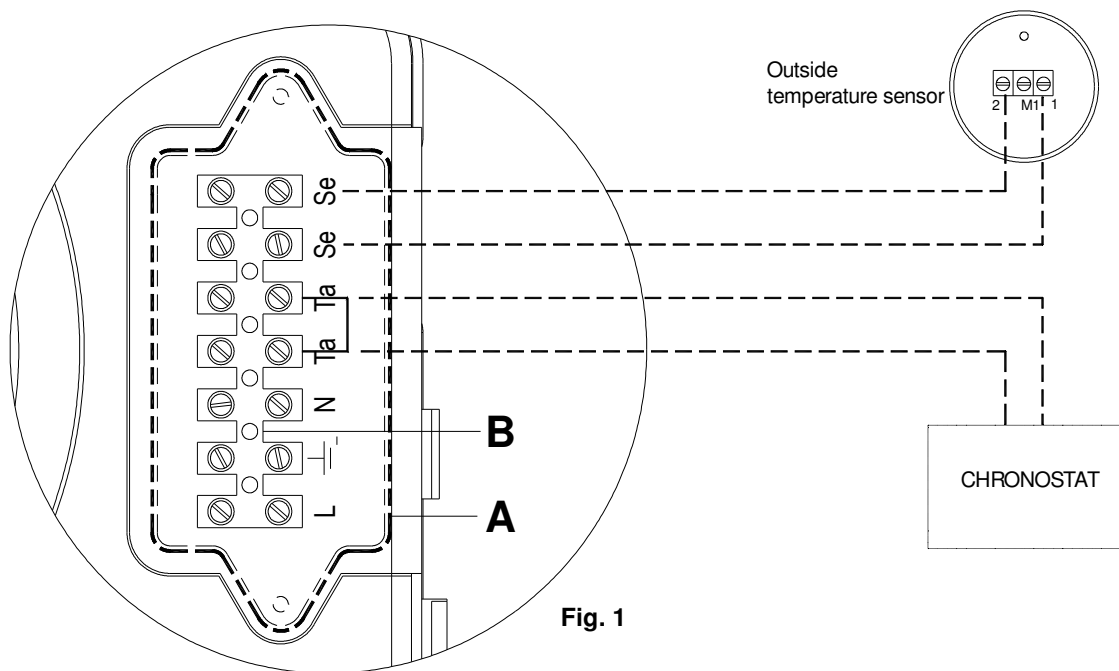 Outside
temperature sensor
2 M1 1
Se
Se
Ta
Ta
N
L
B
A
CHRONOSTAT
Fig. 1